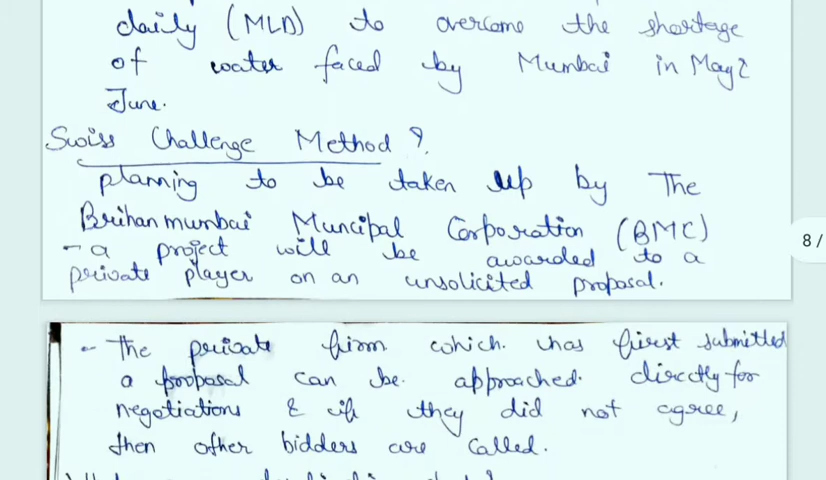 daily (MLD) to overcome the shortage
of water faced by Mumbai in May &
June.
Swiss Challenge Method ?
planning to be taken up by The
Brihanmumbai Muncipal Corporation (BMC)
- a project will be awarded to a
private player on an unsolicited proposal.
8 /
- The private firm which has first submitted
a proposal can be approached directly for
negotiations & if they did not agree,
then other bidders are called.